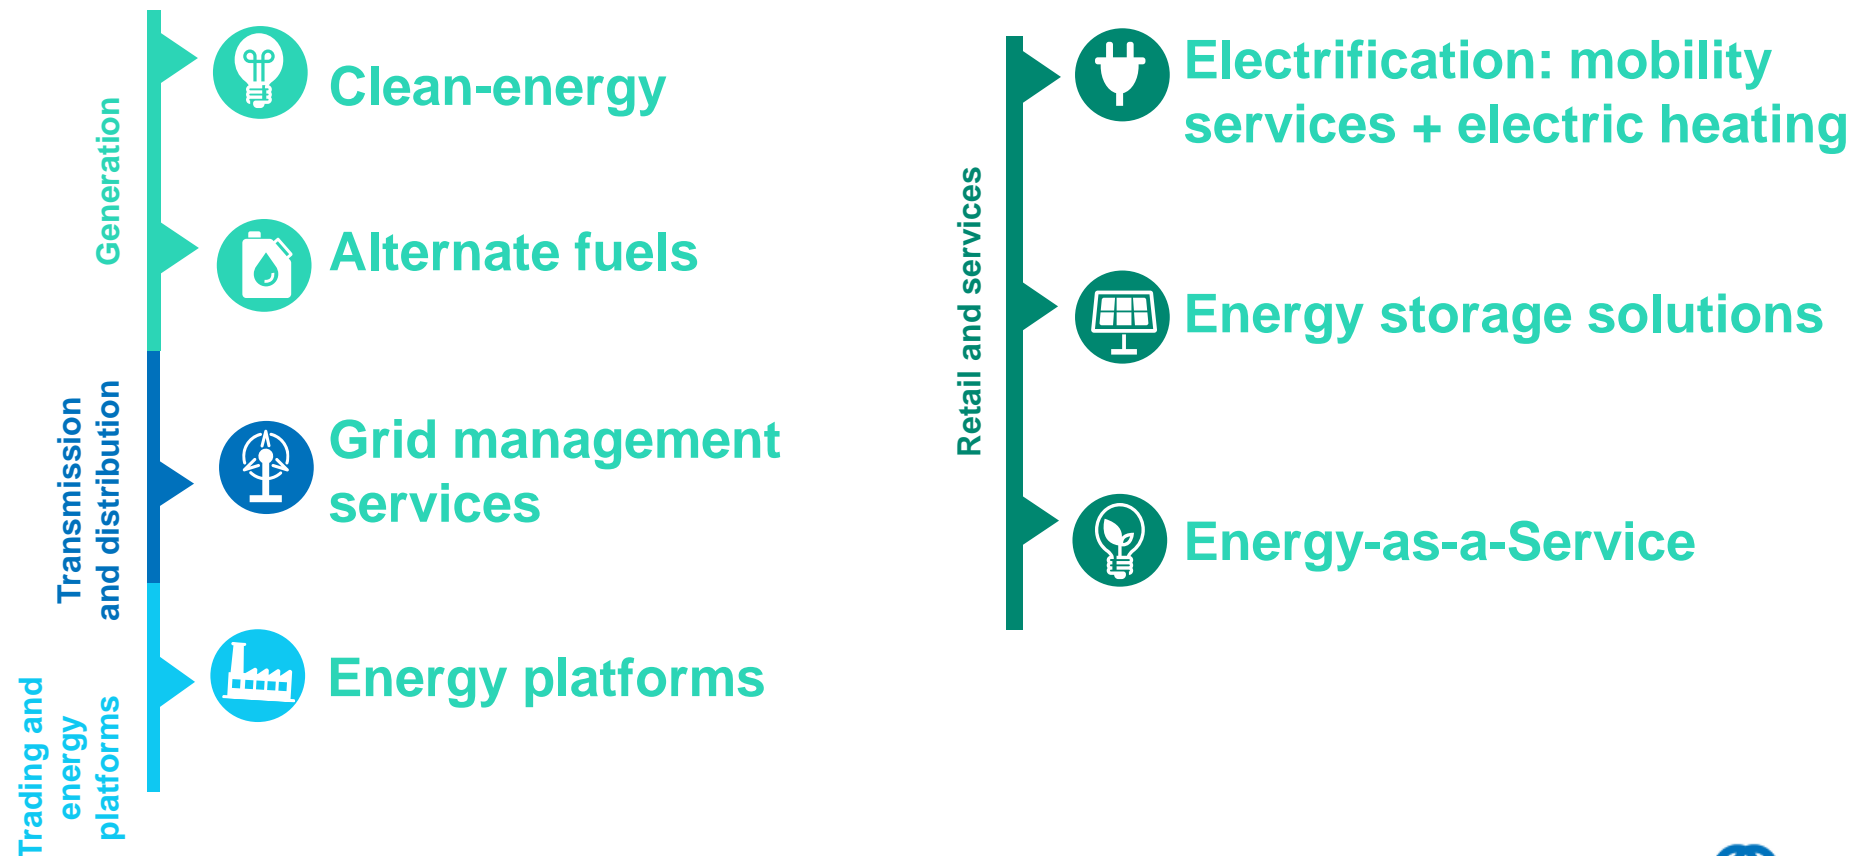 Generation
Clean-energy
Alternate fuels
Transmission
and distribution
Grid management
services
Trading and
energy
platforms
Energy platforms
Retail and services
Electrification: mobility
services + electric heating
Energy storage solutions
Energy-as-a-Service